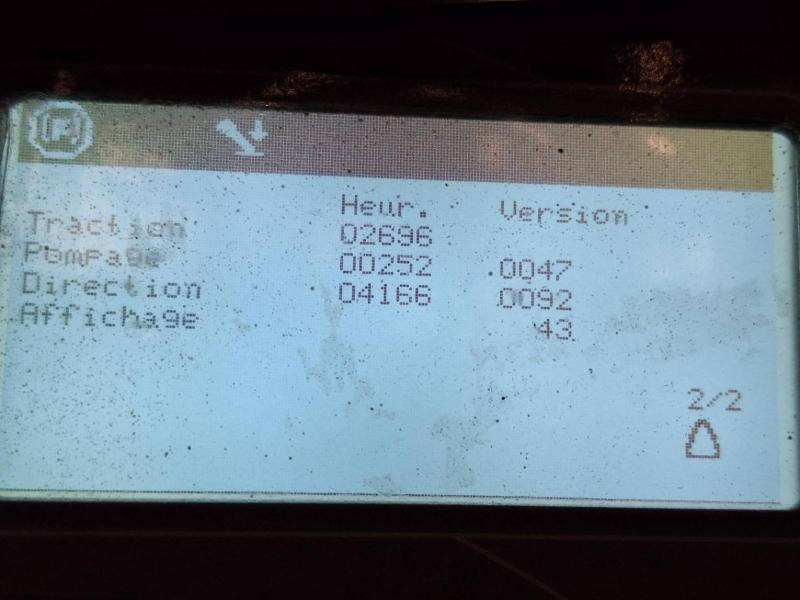 (P)
Heur. Version
Traction 02696
Pompage 00252 .0047
Direction 04166 0092
Affichage 43
2/2